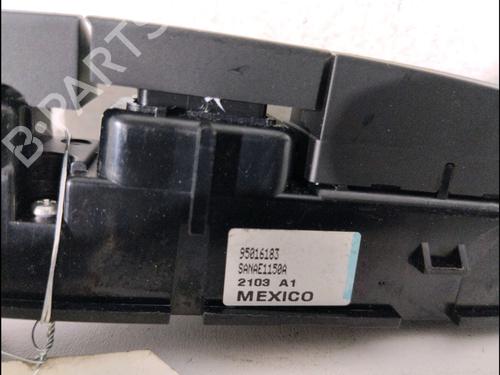 B-PARTS
95016183
SANAE1150A
2103 A1
MEXICO